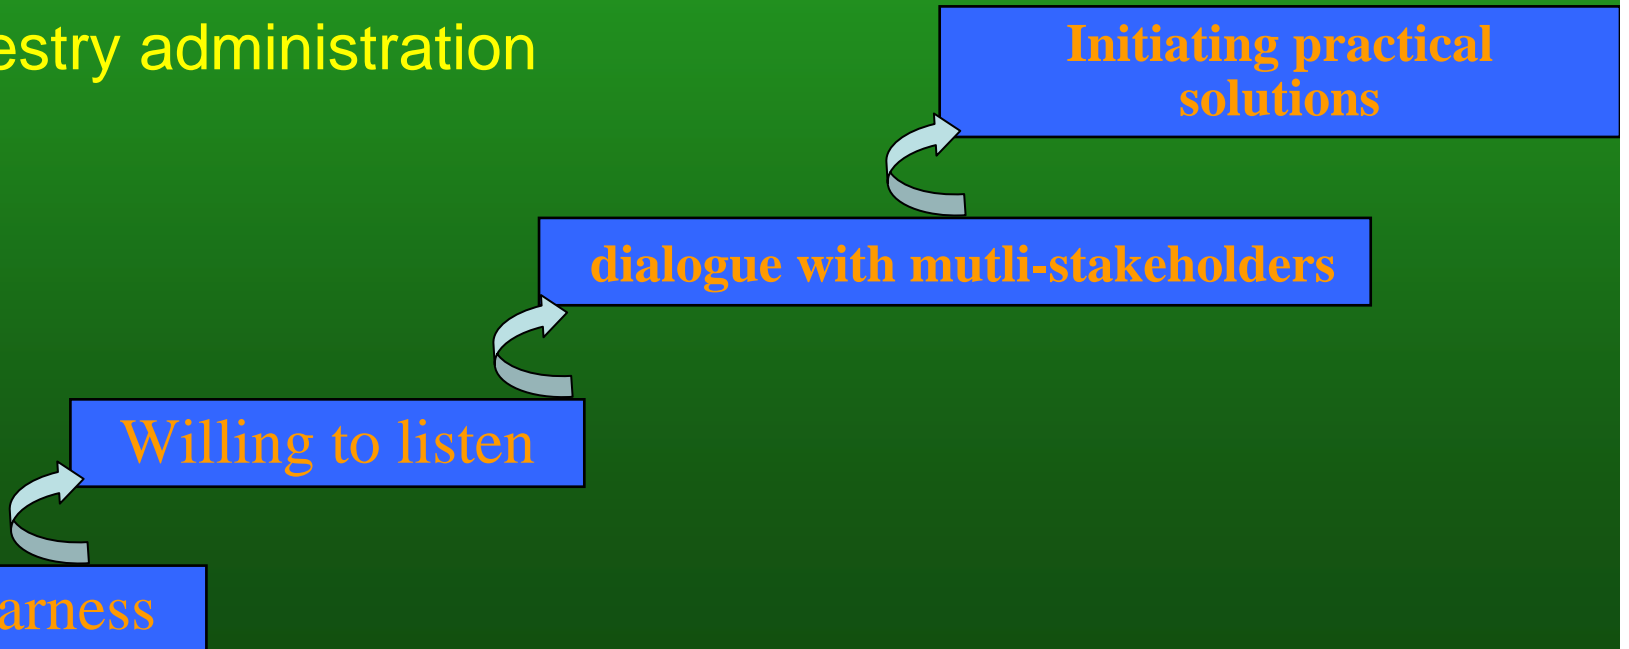 estry administration
Initiating practical
solutions
dialogue with mutli-stakeholders
Willing to listen
arness